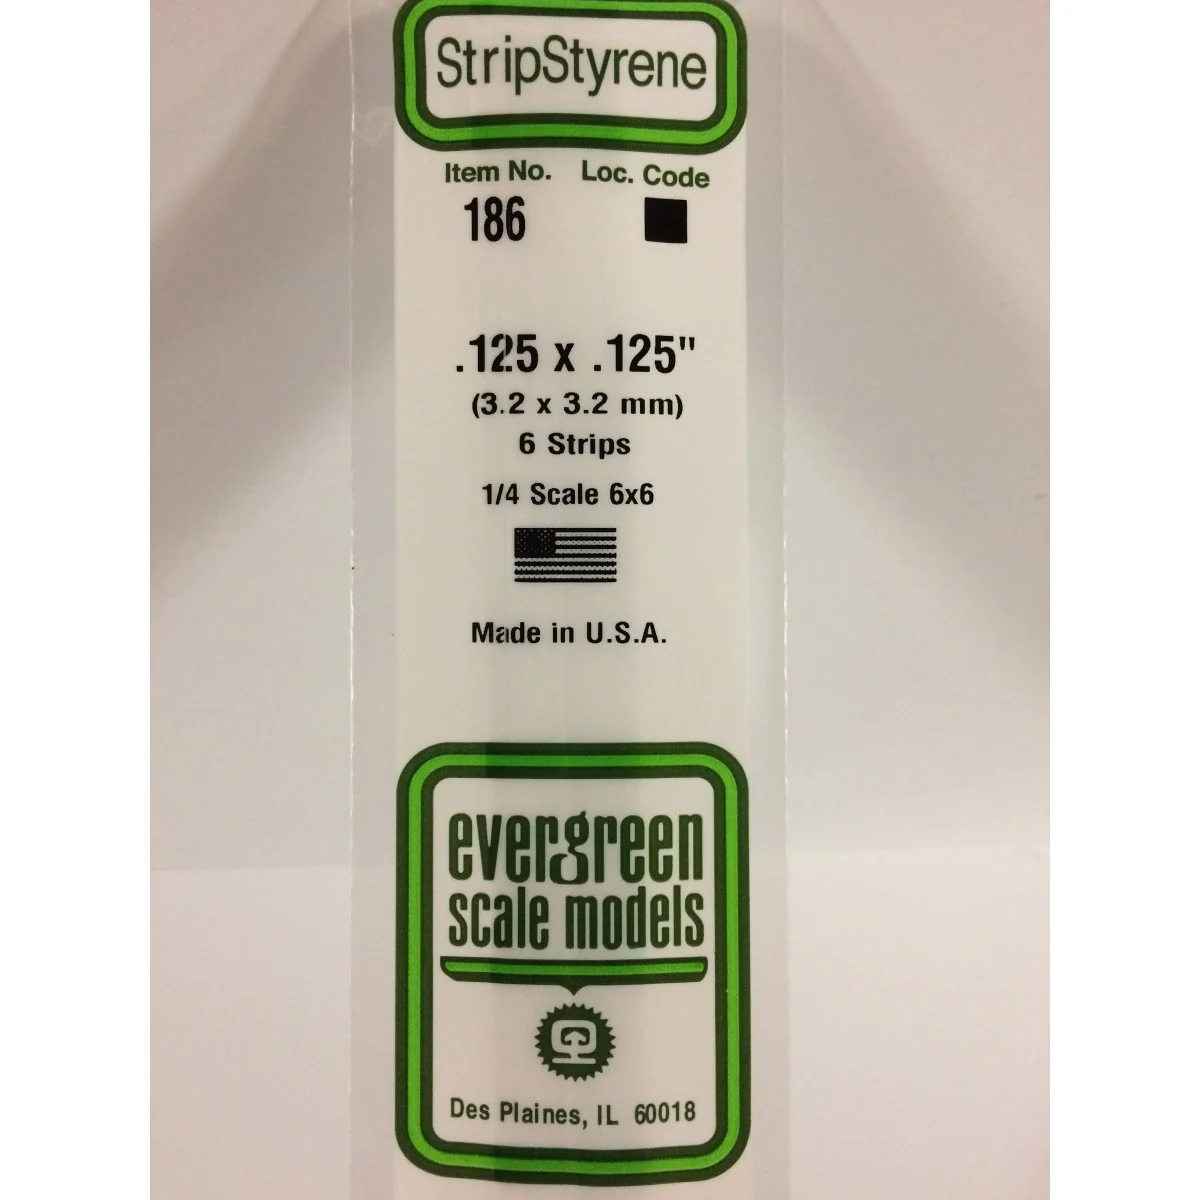 StripStyrene
Item No. Loc. Code
186
.125 x .125"
(3.2 x 3.2 mm)
6 Strips
1/4 Scale 6x6
Made in U.S.A.
evergreen
scale models
Des Plaines, IL 60018